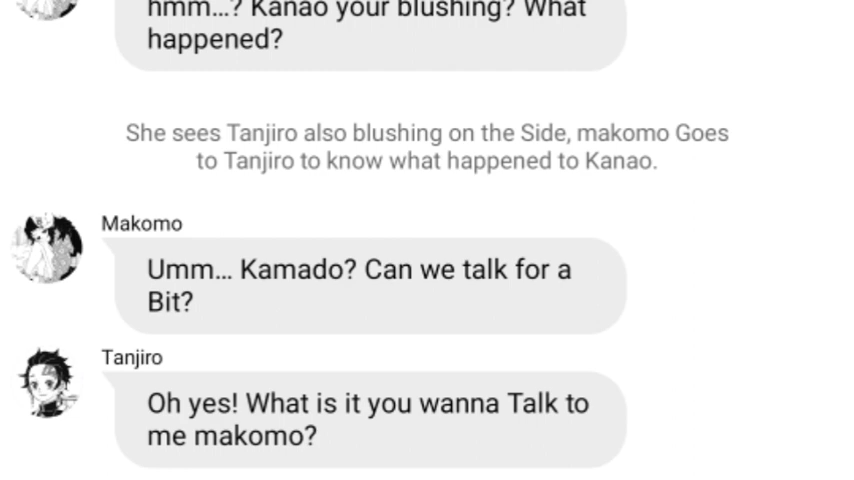 hmm...? Kanao your blushing? What
happened?
She sees Tanjiro also blushing on the Side, makomo Goes
to Tanjiro to know what happened to Kanao.
Makomo
Umm... Kamado? Can we talk for a
Bit?
Tanjiro
Oh yes! What is it you wanna Talk to
me makomo?